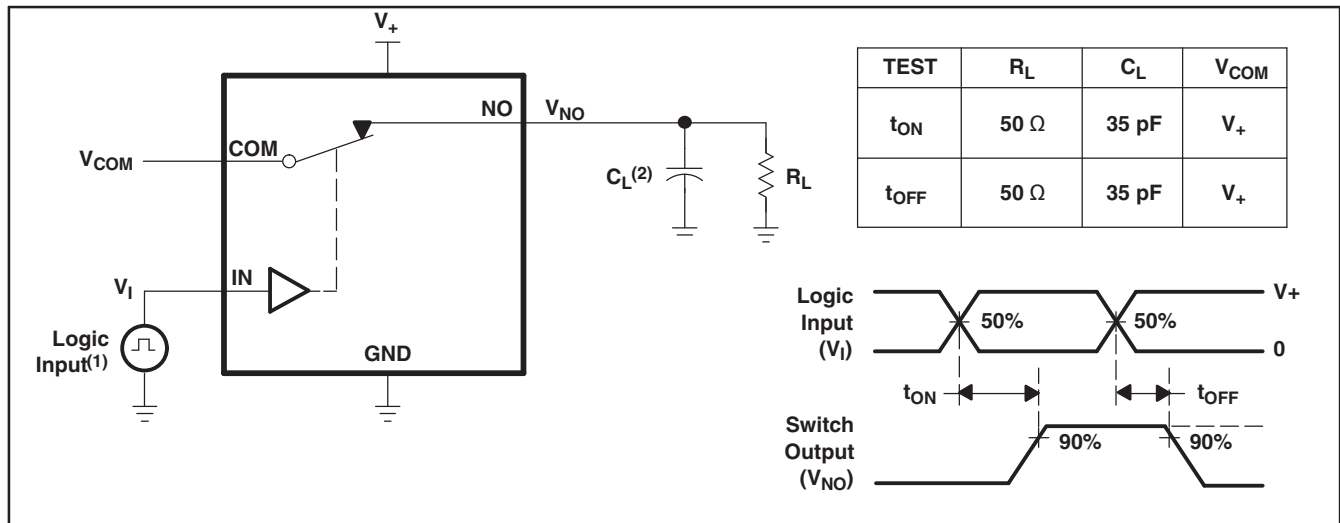 V+
NO
VNO
COM
VCOM
CL(2)
RL
VI
IN
Logic
Input(1)
GND
TEST RL CL VCOM
tON 50 Ω 35 pF V+
tOFF 50 Ω 35 pF V+
Logic
Input
(VI)
50%
50%
V+
0
tON
tOFF
Switch
Output
(VNO)
90%
90%